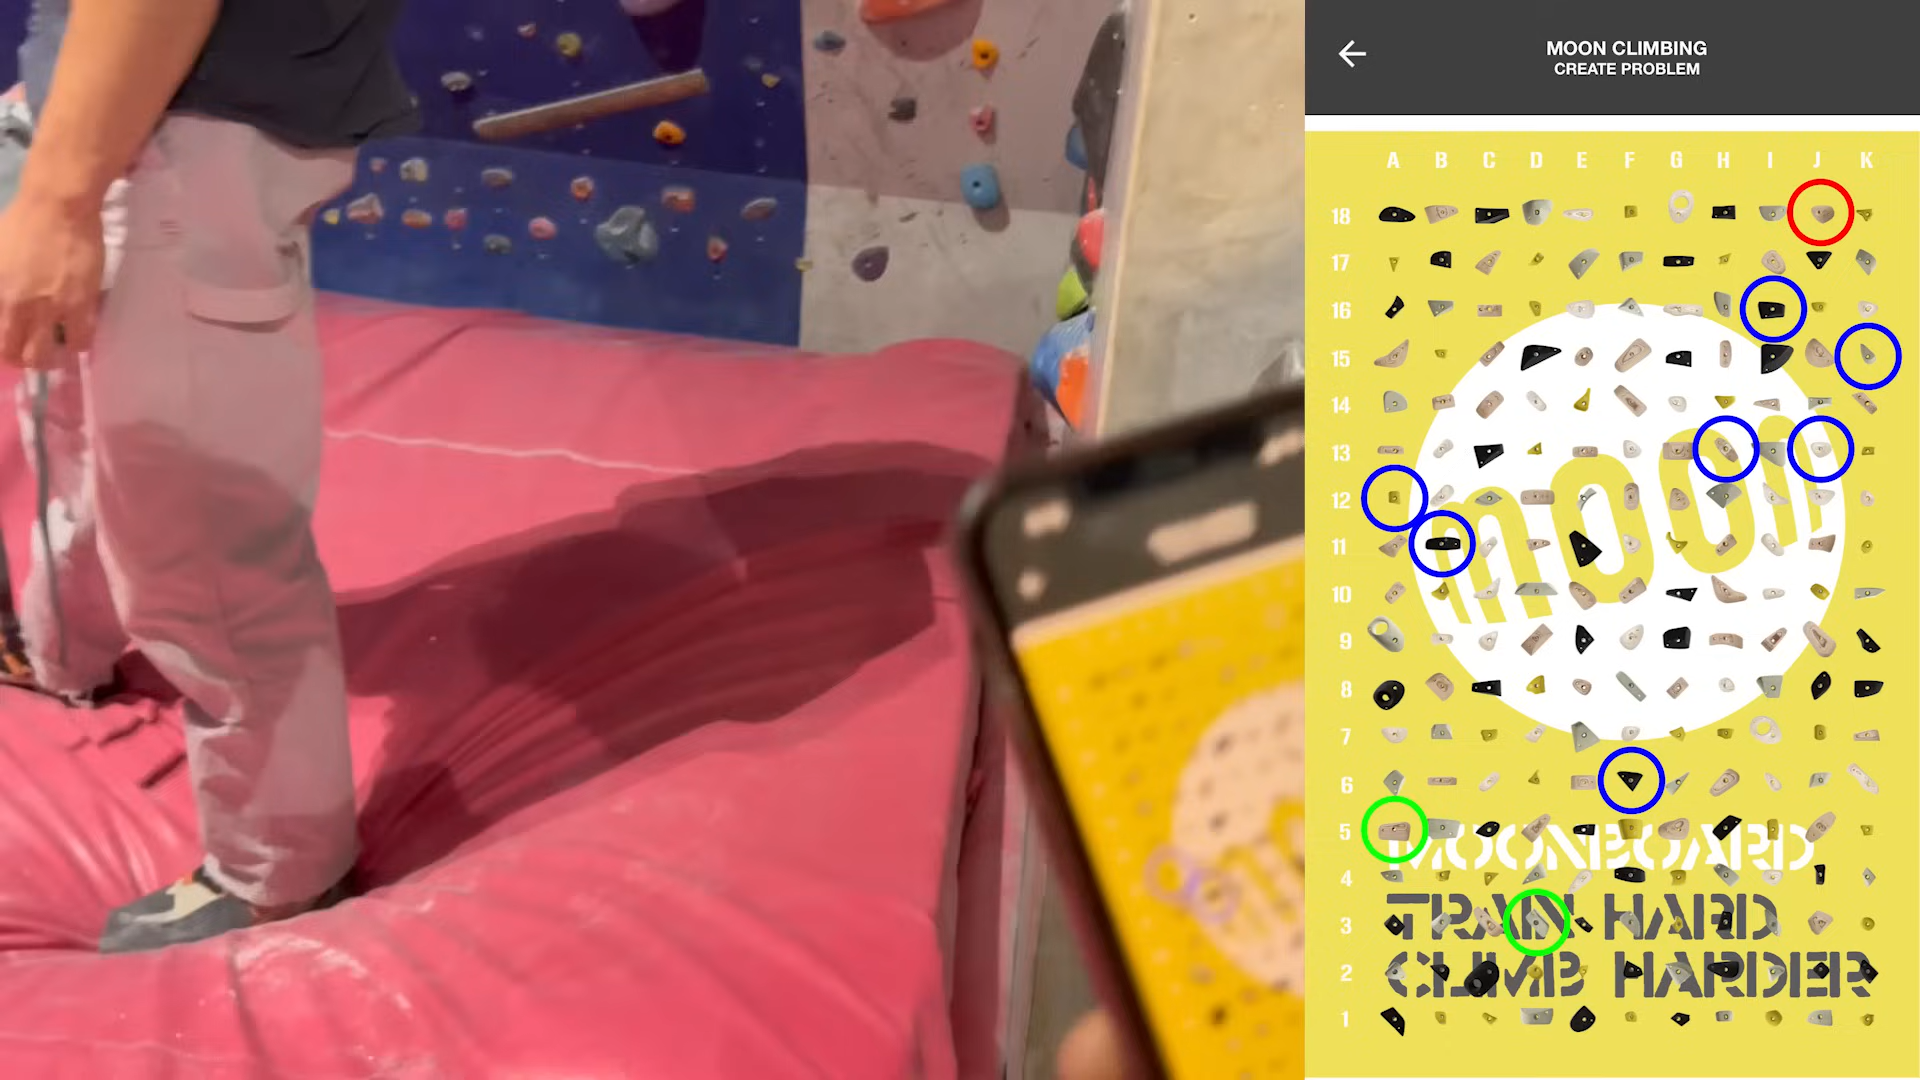 MOON CLIMBING
CREATE PROBLEM
A B C D E F G H I J K
18
17
16
15
14
13
12
11
10
9
8
7
6
5
4
3
2
1
moon
MOONBOARD
TRAIN HARD
CLIMB HARDER